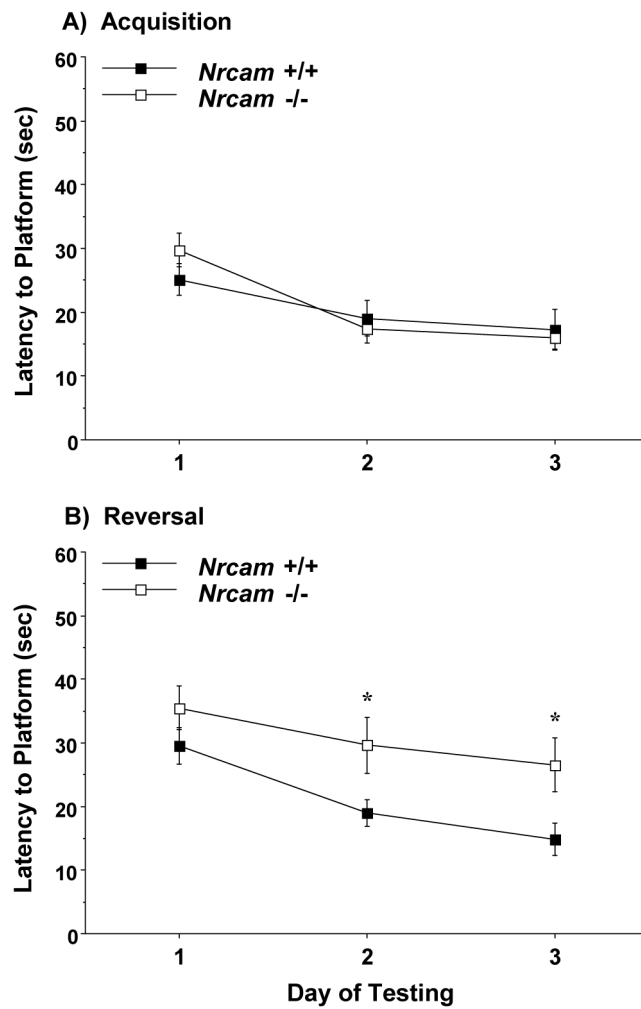 A) Acquisition
60
Nrcam +/+
Nrcam -/-
50
40
30
20
10
0
Latency to Platform (sec)
1 2 3
B) Reversal
60
Nrcam +/+
Nrcam -/-
50
40
* *
30
20
10
0
Latency to Platform (sec)
1 2 3
Day of Testing